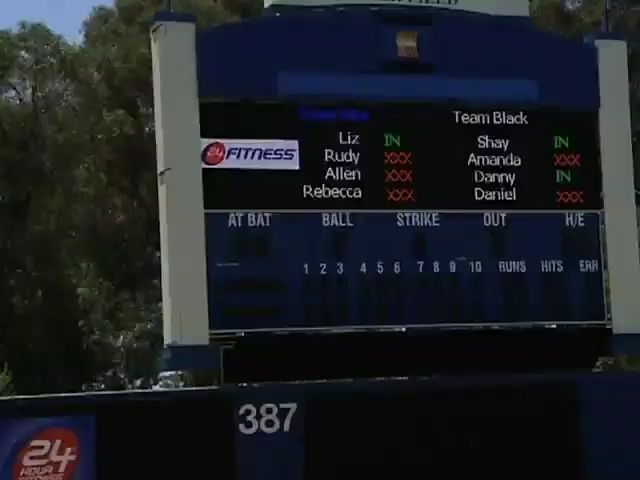 Team Black
Liz IN Shay IN
24 FITNESS Rudy XXX Amanda XXX
Allen XXX Danny IN
Rebecca XXX Daniel XXX
AT BAT BALL STRIKE OUT H/E
1 2 3 4 5 6 7 8 9 10 RUNS HITS ERR
387
24
HOUR
FITNESS